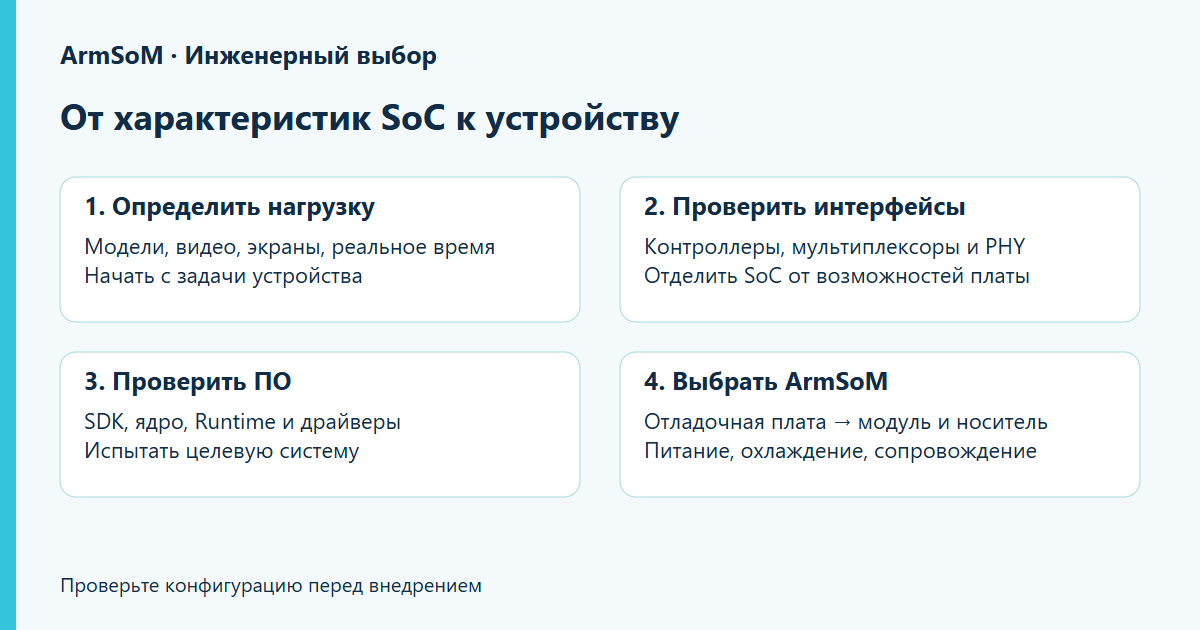 ArmSoM · Инженерный выбор
От характеристик SoC к устройству
1. Определить нагрузку
Модели, видео, экраны, реальное время
Начать с задачи устройства
2. Проверить интерфейсы
Контроллеры, мультиплексоры и PHY
Отделить SoC от возможностей платы
3. Проверить ПО
SDK, ядро, Runtime и драйверы
Испытать целевую систему
4. Выбрать ArmSoM
Отладочная плата → модуль и носитель
Питание, охлаждение, сопровождение
Проверьте конфигурацию перед внедрением